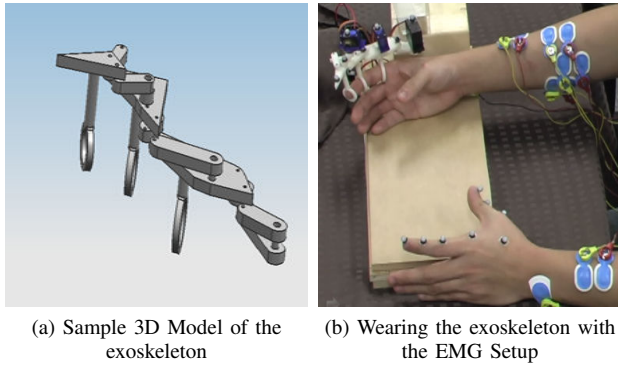 (a) Sample 3D Model of the
exoskeleton
(b) Wearing the exoskeleton with
the EMG Setup